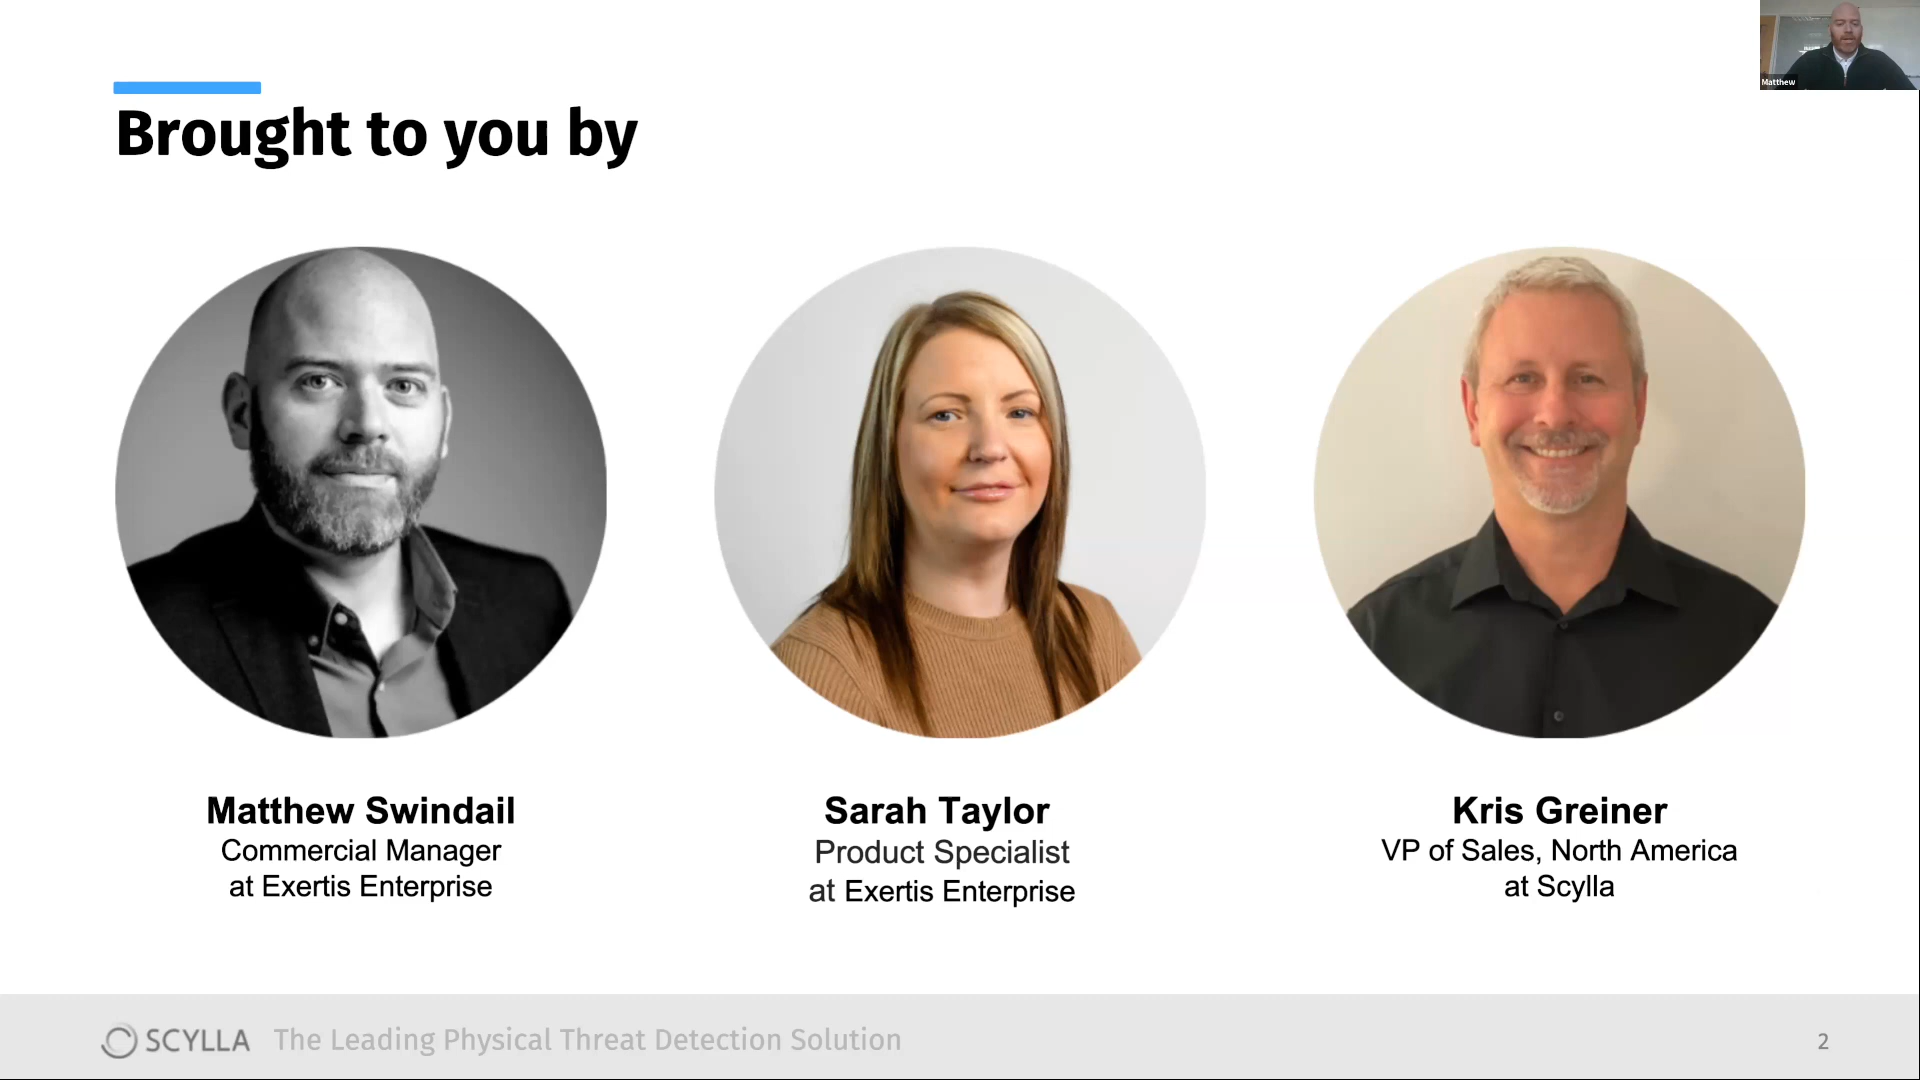 Matthew
Brought to you by
Matthew Swindail
Commercial Manager
at Exertis Enterprise
Sarah Taylor
Product Specialist
at Exertis Enterprise
Kris Greiner
VP of Sales, North America
at Scylla
SCYLLA The Leading Physical Threat Detection Solution
2